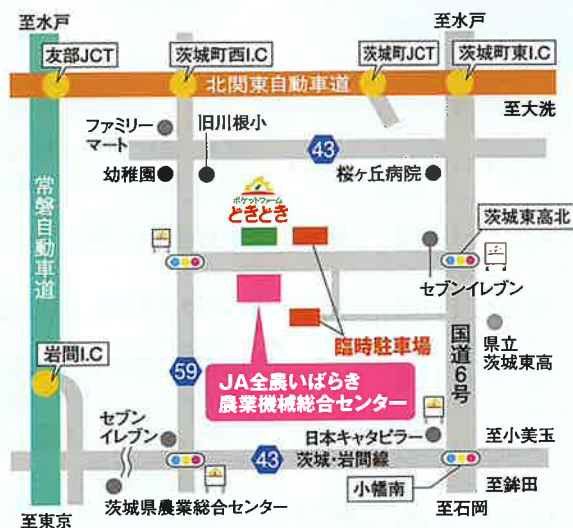 至水戸
至水戸
友部JCT
茨城町西I.C
茨城町JCT
茨城町東I.C
北関東自動車道
至大洗
ファミリー
マート
旧川根小
43
幼稚園
桜ヶ丘病院
常磐自動車道
ポケットファーム
どきどき
茨城東高北
セブンイレブン
臨時駐車場
国道6号
県立
茨城東高
岩間I.C
59
JA全農いばらき
農業機械総合センター
セブン
イレブン
日本キャタピラー
至小美玉
43
茨城・岩間線
小幡南
至鉾田
茨城県農業総合センター
至東京
至石岡